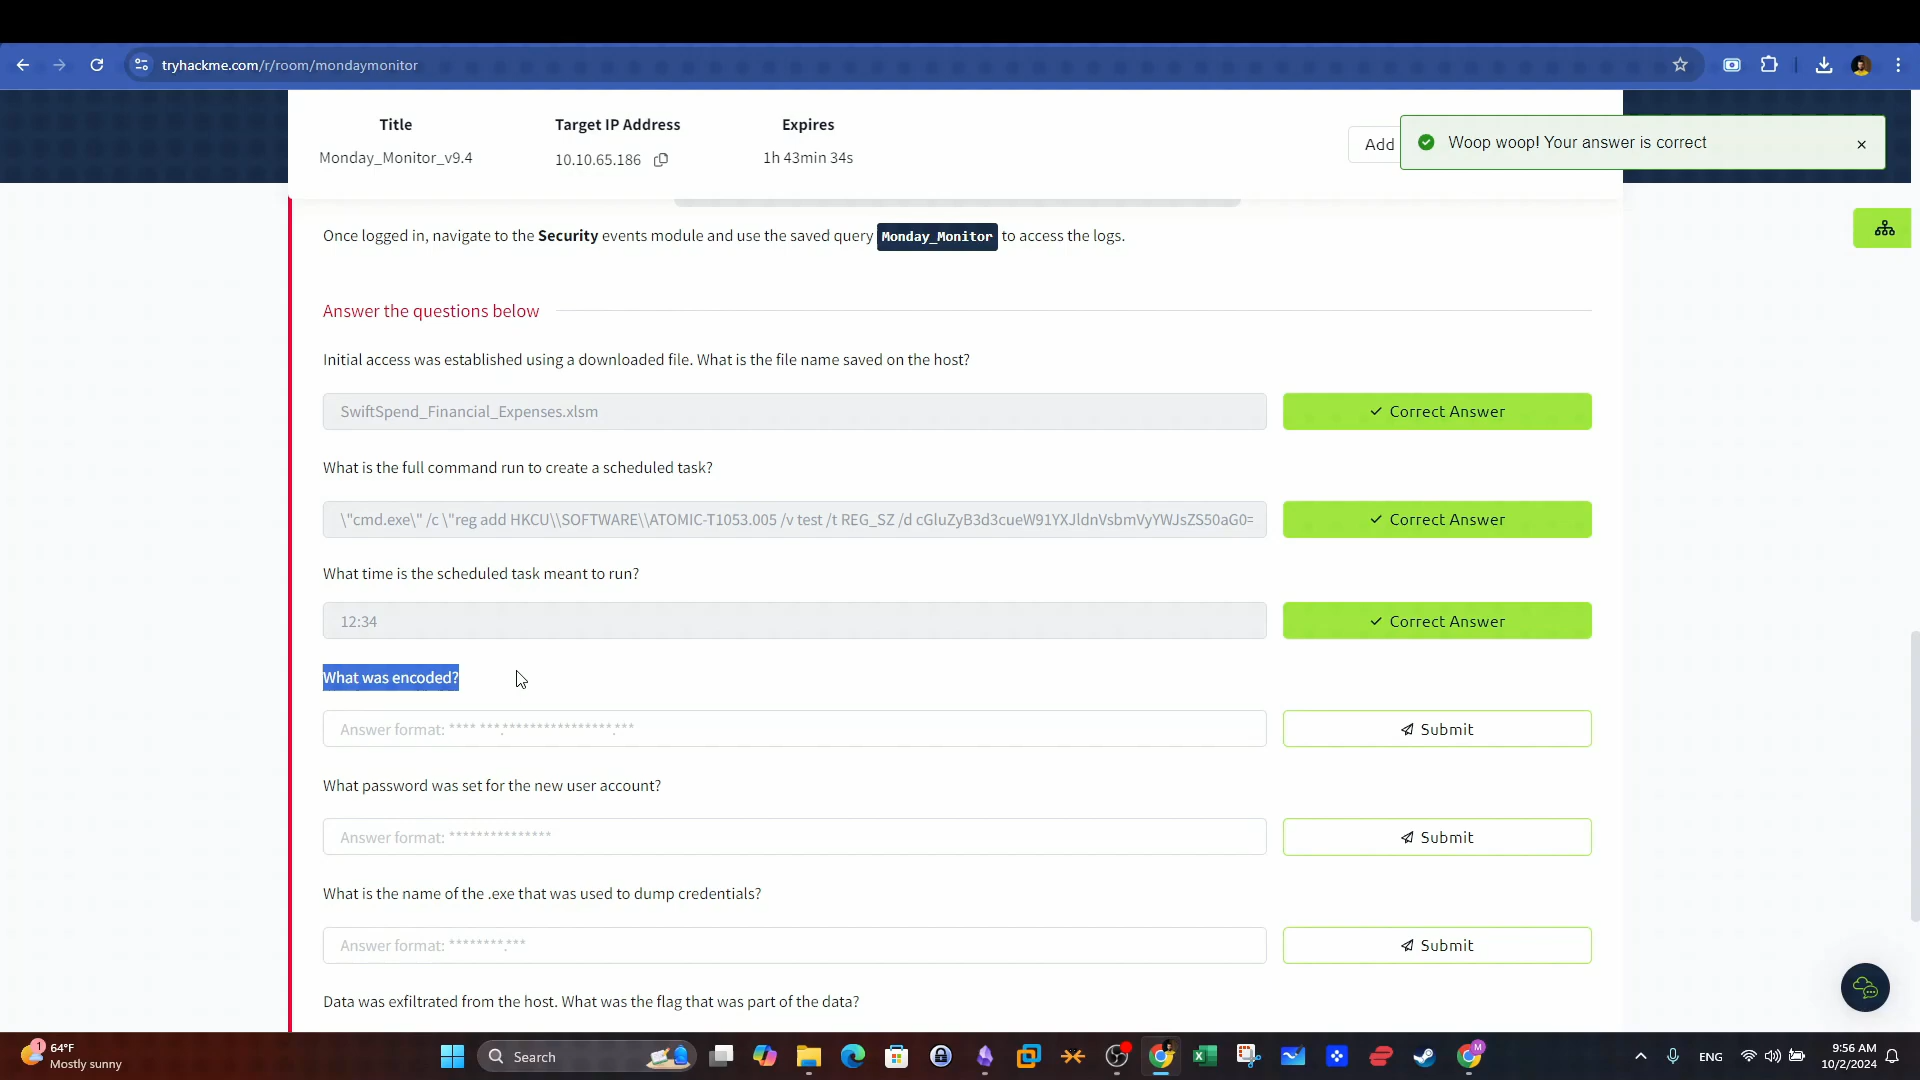 tryhackme.com/r/room/mondaymonitor
Title
Target IP Address
Expires
Monday_Monitor_v9.4
10.10.65.186
1h 43min 34s
Add
Woop woop! Your answer is correct
Once logged in, navigate to the Security events module and use the saved query Monday_Monitor to access the logs.
Answer the questions below
Initial access was established using a downloaded file. What is the file name saved on the host?
SwiftSpend_Financial_Expenses.xlsm
Correct Answer
What is the full command run to create a scheduled task?
\"cmd.exe\" /c \"reg add HKCU\\SOFTWARE\\ATOMIC-T1053.005 /v test /t REG_SZ /d cGluZyB3d3cueW91YXJldnVsbmVyYWJsZS50aG0=
Correct Answer
What time is the scheduled task meant to run?
12:34
Correct Answer
What was encoded?
Answer format: **** ***.******************.***
Submit
What password was set for the new user account?
Answer format: ***************
Submit
What is the name of the .exe that was used to dump credentials?
Answer format: ********.***
Submit
Data was exfiltrated from the host. What was the flag that was part of the data?
1
64°F
Mostly sunny
Search
M
ENG
9:56 AM
10/2/2024